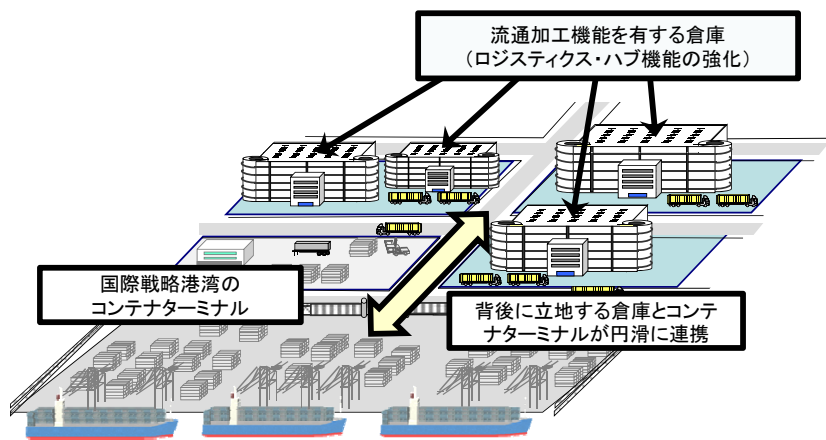 流通加工機能を有する倉庫
（ロジスティクス・ハブ機能の強化）
国際戦略港湾の
コンテナターミナル
背後に立地する倉庫とコンテ
ナターミナルが円滑に連携